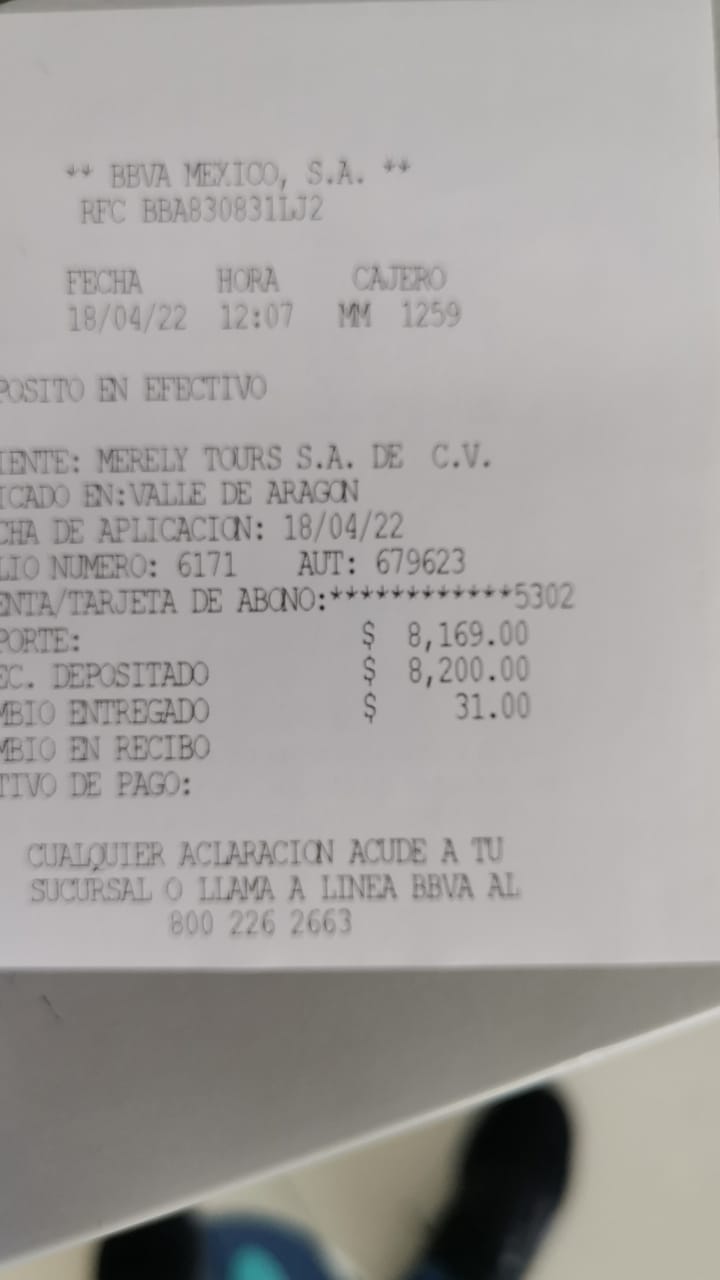 ** BBVA MEXICO, S.A. **
RFC BBA830831LJ2
FECHA HORA CAJERO
18/04/22 12:07 MM 1259
POSITO EN EFECTIVO
IENTE: MERELY TOURS S.A. DE C.V.
ICADO EN:VALLE DE ARAGON
CHA DE APLICACION: 18/04/22
LIO NUMERO: 6171 AUT: 679623
ENTA/TARJETA DE ABONO:************5302
PORTE: $ 8,169.00
EC. DEPOSITADO $ 8,200.00
MBIO ENTREGADO $ 31.00
MBIO EN RECIBO
TIVO DE PAGO:
CUALQUIER ACLARACION ACUDE A TU
SUCURSAL O LLAMA A LINEA BBVA AL
800 226 2663